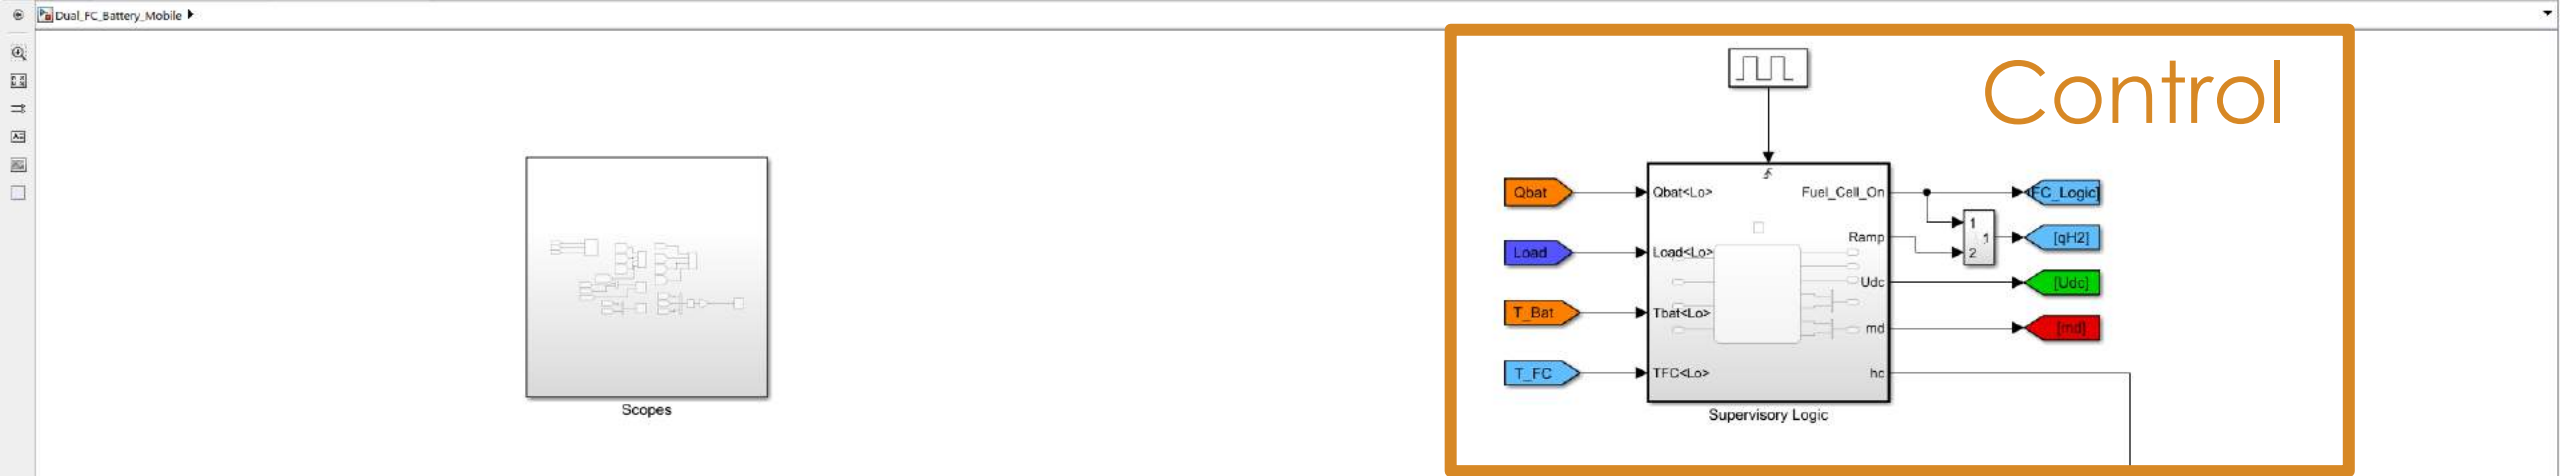 Dual_FC_Battery_Mobile
Control
Qbat
Qbat<Lo>
Fuel_Cell_On
FC_Logic]
1
Ramp
1
[qH2]
Load
Load<Lo>
2
Udc
[Udc]
T_Bat
Tbat<Lo>
md
[md]
T_FC
TFC<Lo>
hc
Scopes
Supervisory Logic